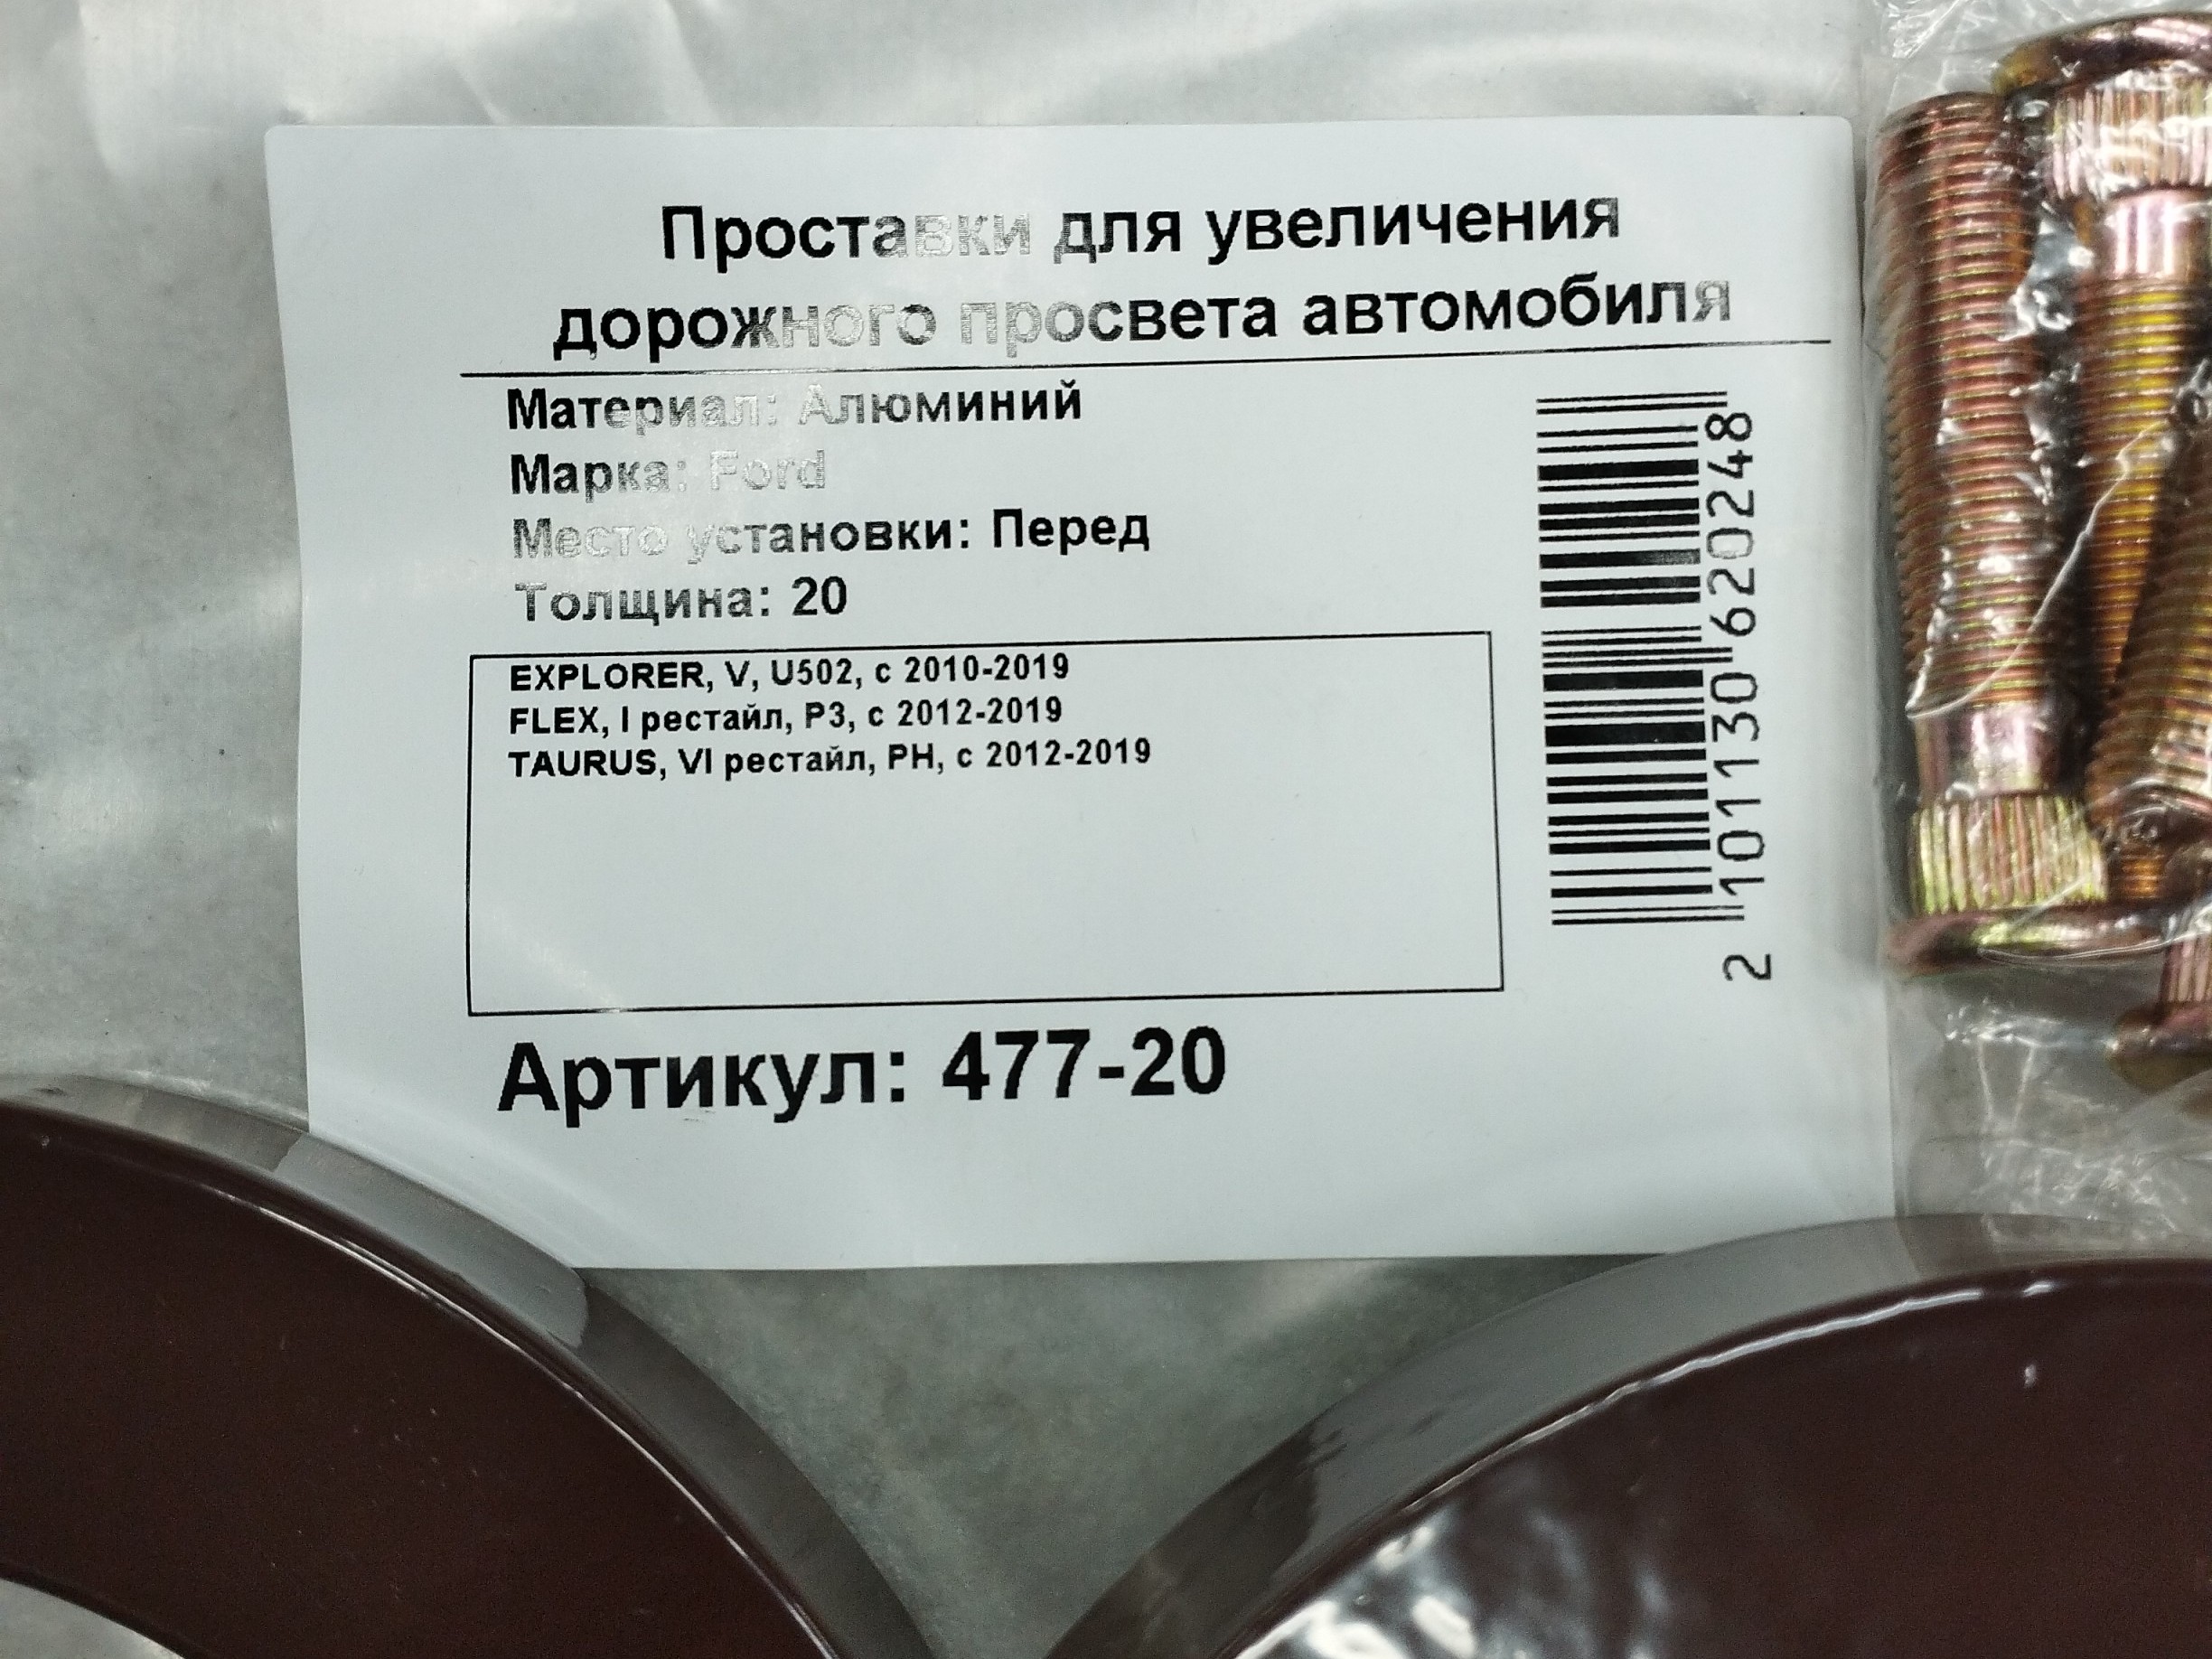 Проставки для увеличения
дорожного просвета автомобиля
Материал: Алюминий
Марка: Ford
Место установки: Перед
Толщина: 20
EXPLORER, V, U502, с 2010-2019
FLEX, I рестайл, P3, с 2012-2019
TAURUS, VI рестайл, PH, с 2012-2019
Артикул: 477-20
2 101130 620248